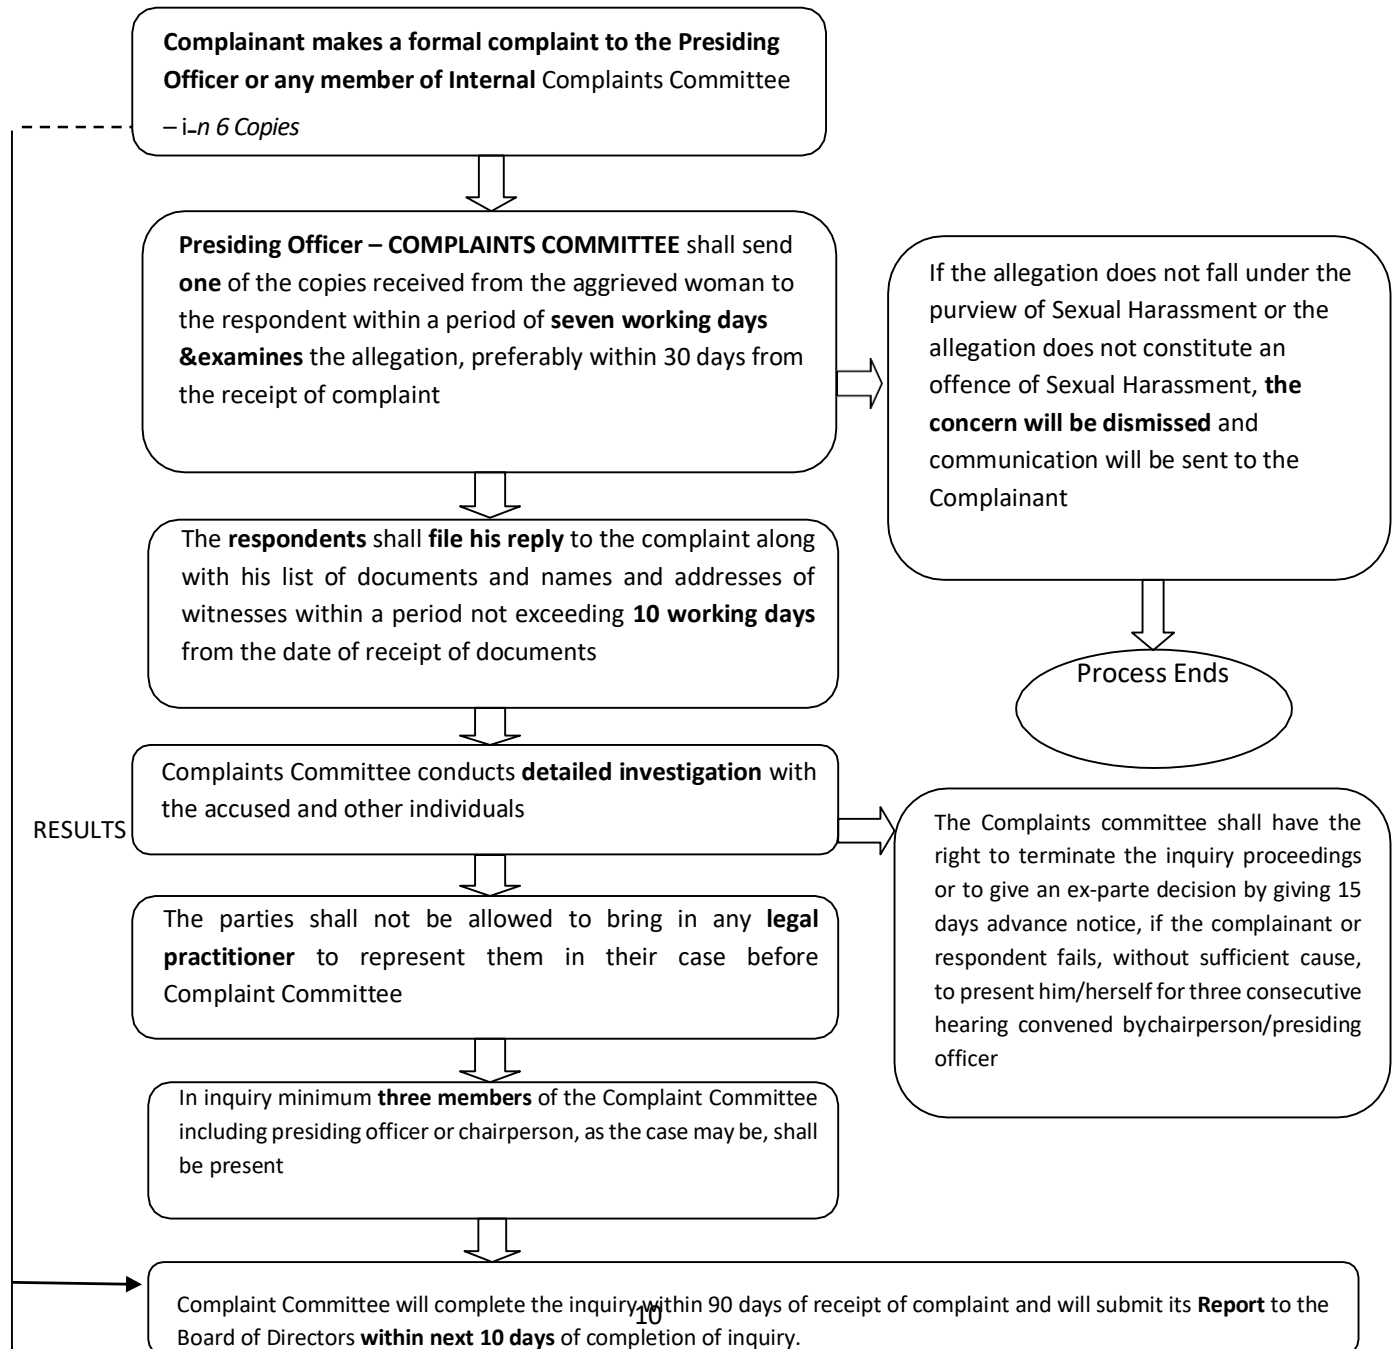 Complainant makes a formal complaint to the Presiding
Officer or any member of Internal Complaints Committee
– i-n 6 Copies
Presiding Officer – COMPLAINTS COMMITTEE shall send
one of the copies received from the aggrieved woman to
the respondent within a period of seven working days
&examines the allegation, preferably within 30 days from
the receipt of complaint
If the allegation does not fall under the
purview of Sexual Harassment or the
allegation does not constitute an
offence of Sexual Harassment, the
concern will be dismissed and
communication will be sent to the
Complainant
The respondents shall file his reply to the complaint along
with his list of documents and names and addresses of
witnesses within a period not exceeding 10 working days
from the date of receipt of documents
Process Ends
Complaints Committee conducts detailed investigation with
the accused and other individuals
RESULTS
The Complaints committee shall have the
right to terminate the inquiry proceedings
or to give an ex-parte decision by giving 15
days advance notice, if the complainant or
respondent fails, without sufficient cause,
to present him/herself for three consecutive
hearing convened bychairperson/presiding
officer
The parties shall not be allowed to bring in any legal
practitioner to represent them in their case before
Complaint Committee
In inquiry minimum three members of the Complaint Committee
including presiding officer or chairperson, as the case may be, shall
be present
Complaint Committee will complete the inquiry within 90 days of receipt of complaint and will submit its Report to the
10
Board of Directors within next 10 days of completion of inquiry.